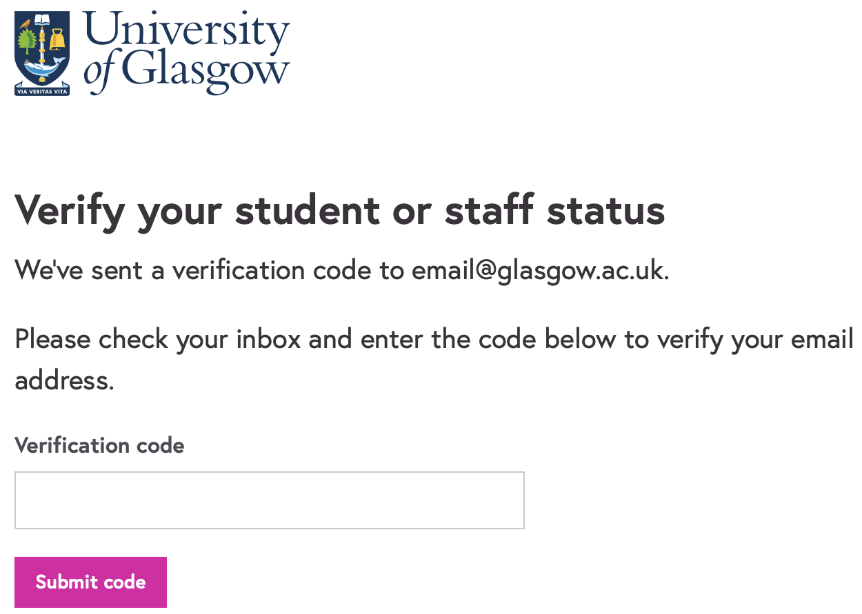 University
of Glasgow
VIA VERITAS VITA
Verify your student or staff status
We've sent a verification code to email@glasgow.ac.uk.
Please check your inbox and enter the code below to verify your email
address.
Verification code
Submit code